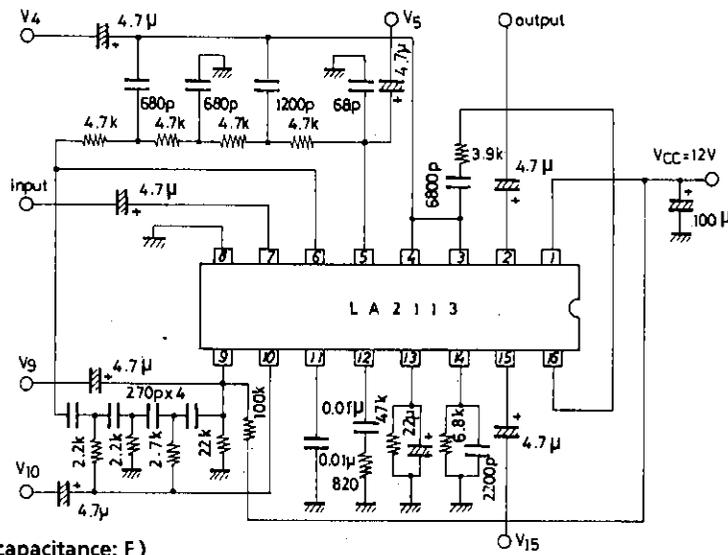 V4
4.7µ
+
V5
output
4.7µ
+
680p
680p
1200p
68p
4.7k
4.7k
4.7k
4.7k
3.9k
6800p
4.7µ
+
VCC=12V
+
100µ
input
4.7µ
+
8 7 6 5 4 3 2 1
LA2113
9 10 11 12 13 14 15 16
V9
4.7µ
+
270px4
100k
2.2k
2.2k
2.7k
22k
V10
+
4.7µ
0.01µ
0.01µ
820
47k
22µ
+
6.8k
2200p
+
4.7µ
V15
capacitance: F)